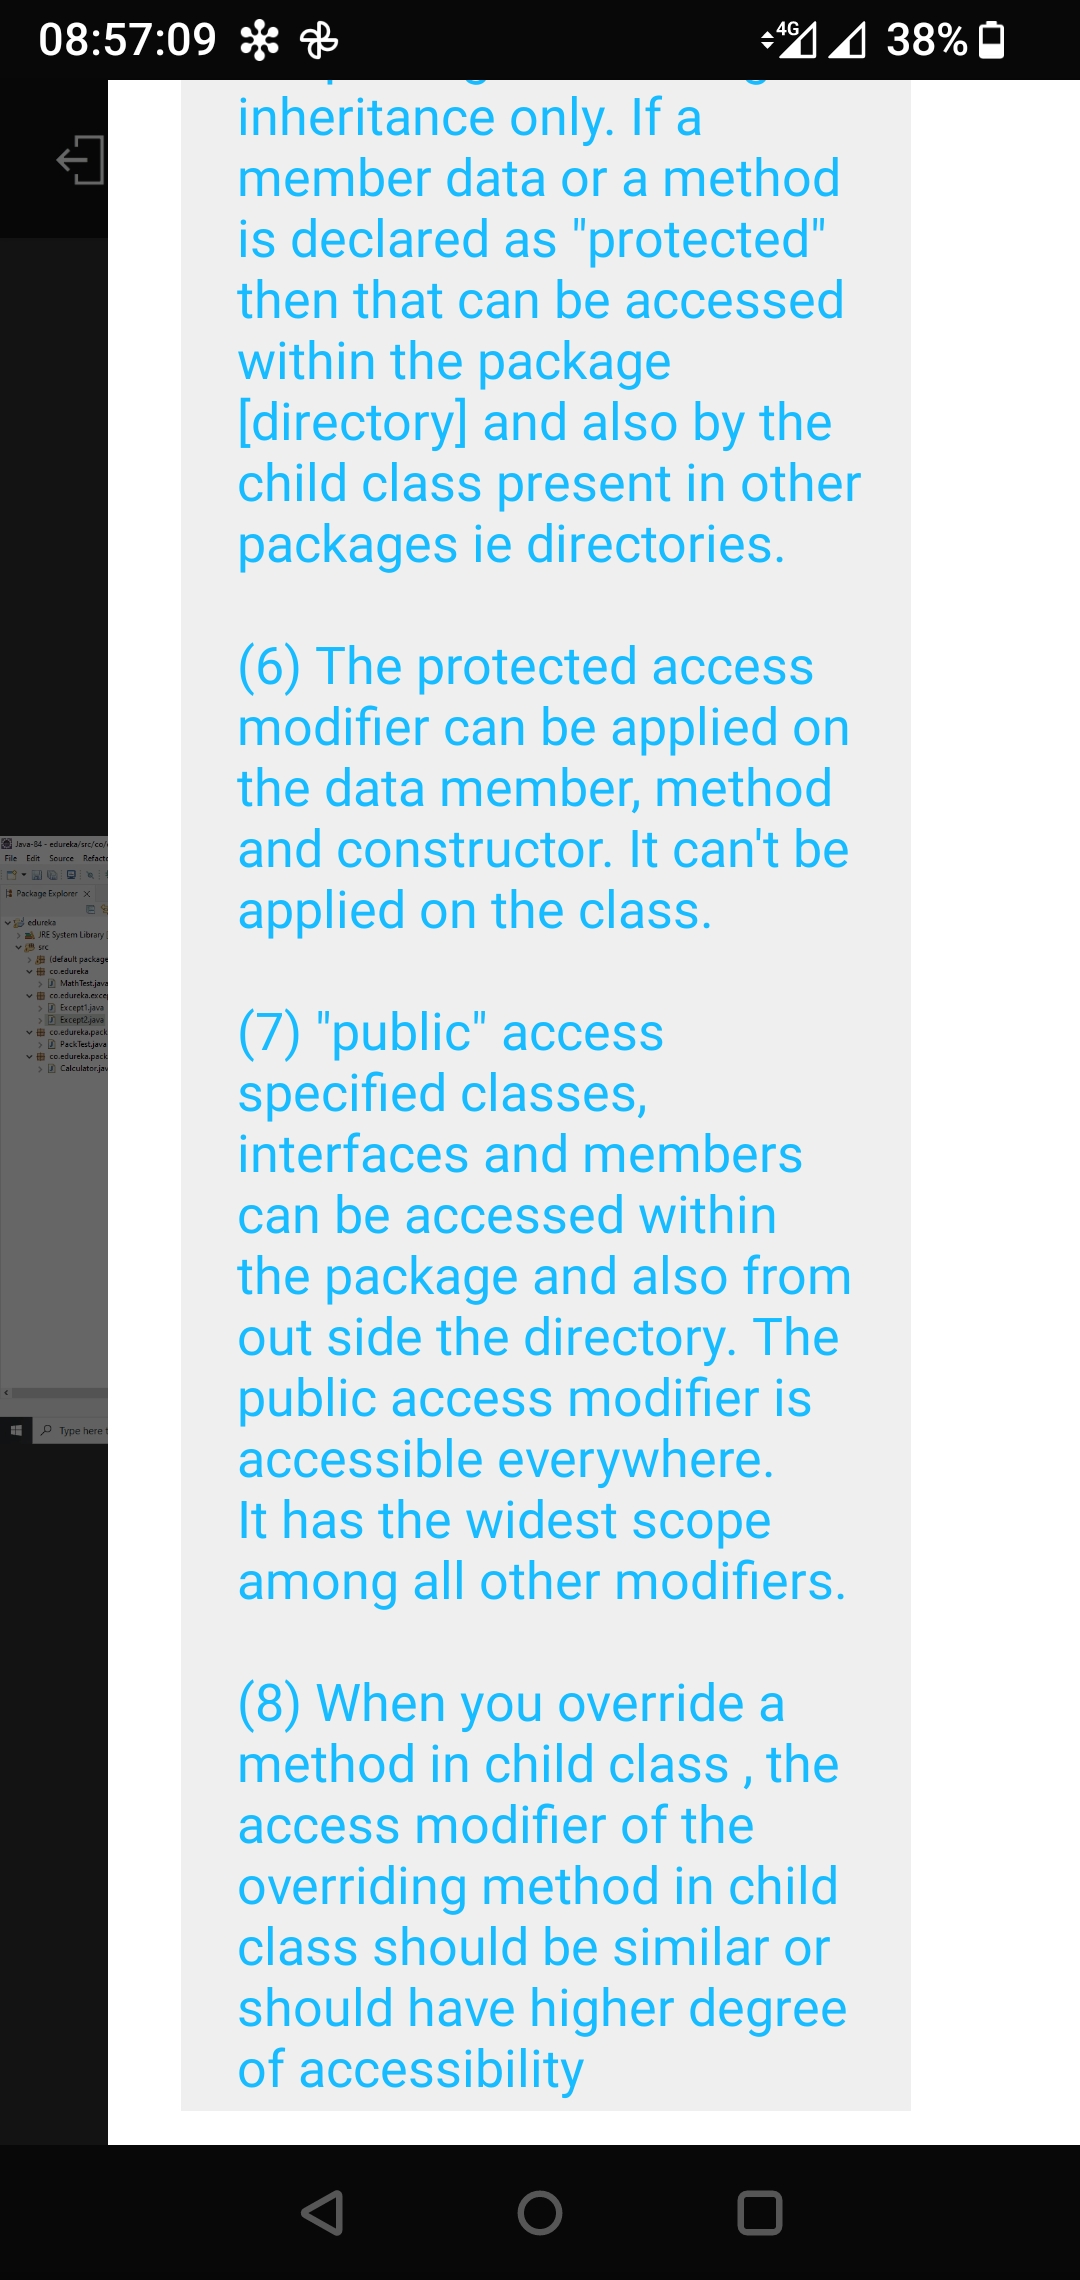 08:57:09
4G
38%
inheritance only. If a
member data or a method
is declared as "protected"
then that can be accessed
within the package
[directory] and also by the
child class present in other
packages ie directories.
(6) The protected access
modifier can be applied on
the data member, method
and constructor. It can't be
applied on the class.
(7) "public" access
specified classes,
interfaces and members
can be accessed within
the package and also from
out side the directory. The
public access modifier is
accessible everywhere.
It has the widest scope
among all other modifiers.
(8) When you override a
method in child class , the
access modifier of the
overriding method in child
class should be similar or
should have higher degree
of accessibility
Java-84 - edureka/src/co/
File Edit Source Refact
Package Explorer
edureka
JRE System Library
src
(default package
co.edureka
MathTest.java
co.edureka.exce
Except1.java
Except2.java
co.edureka.pack
PackTest.java
co.edureka.pack
Calculator.jav
Type here